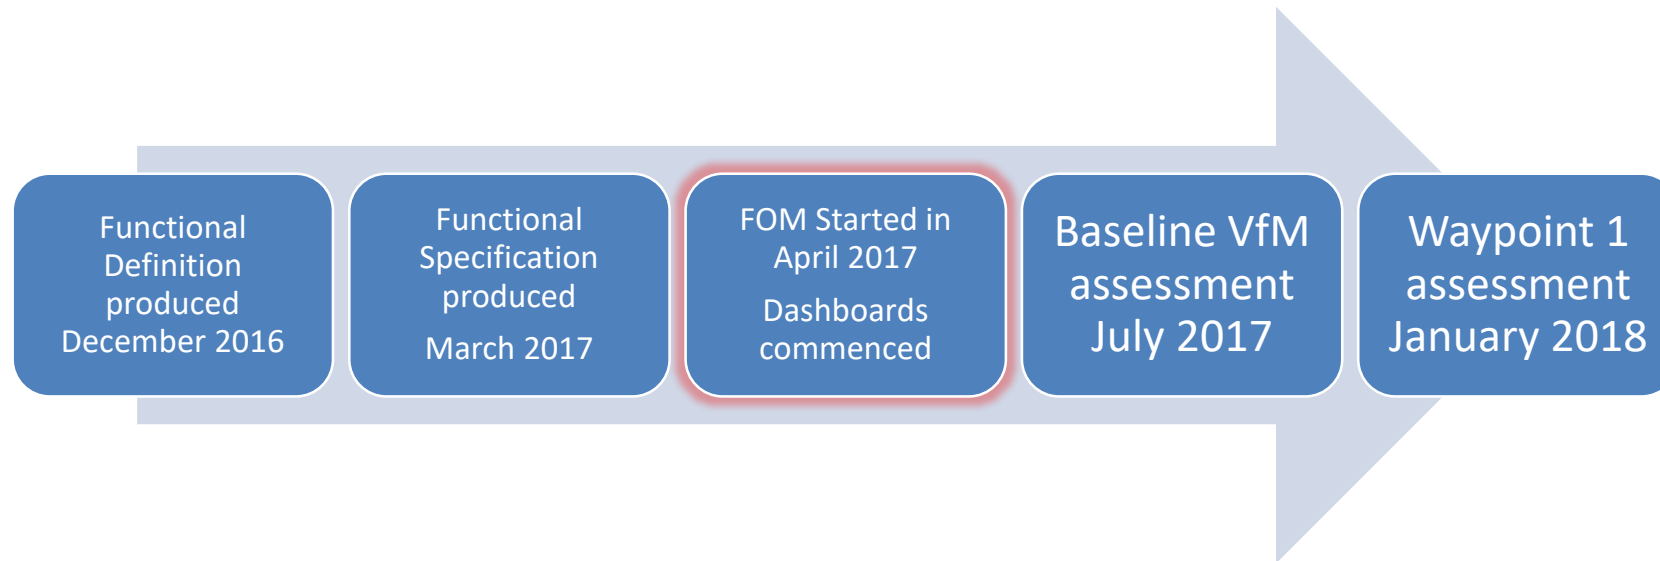 Functional
Definition
produced
December 2016
Functional
Specification
produced
March 2017
FOM Started in
April 2017
Dashboards
commenced
Baseline VfM
assessment
July 2017
Waypoint 1
assessment
January 2018